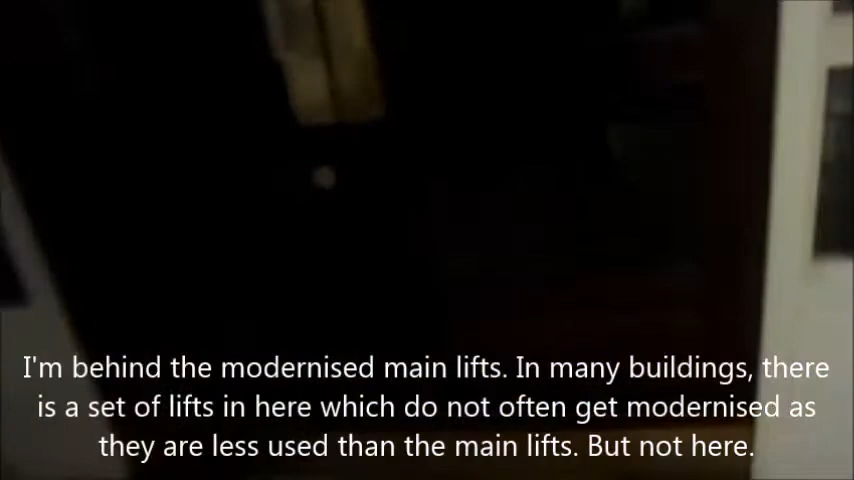 I'm behind the modernised main lifts. In many buildings, there
is a set of lifts in here which do not often get modernised as
they are less used than the main lifts. But not here.